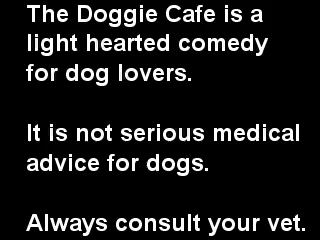 The Doggie Cafe is a
light hearted comedy
for dog lovers.
It is not serious medical
advice for dogs.
Always consult your vet.